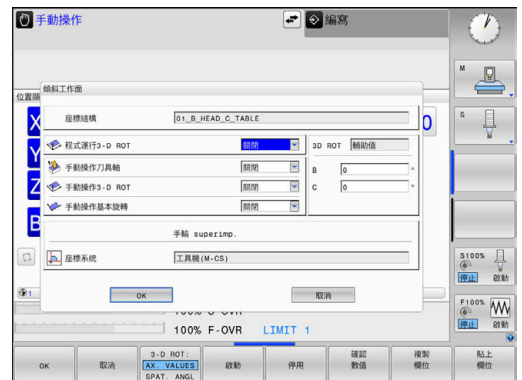 手動操作
編寫
位置顯
傾斜工作面
座標結構 01_B_HEAD_C_TABLE
程式運行3-D ROT 關閉
3D ROT 輔助值
手動操作刀具軸 關閉
B 0 °
手動操作3-D ROT 關閉
C 0 °
手動操作基本旋轉 關閉
手輪 superimp.
座標系統 工具機(M-CS)
OK 取消
X
Y
Z
B
0
1
100% F-OVR LIMIT 1
M
S
S100%
停止 啟動
F100%
停止 啟動
OK
取消
3-D ROT:
AX. VALUES
SPAT. ANGL
啟動
停用
確認
數值
複製
欄位
貼上
欄位